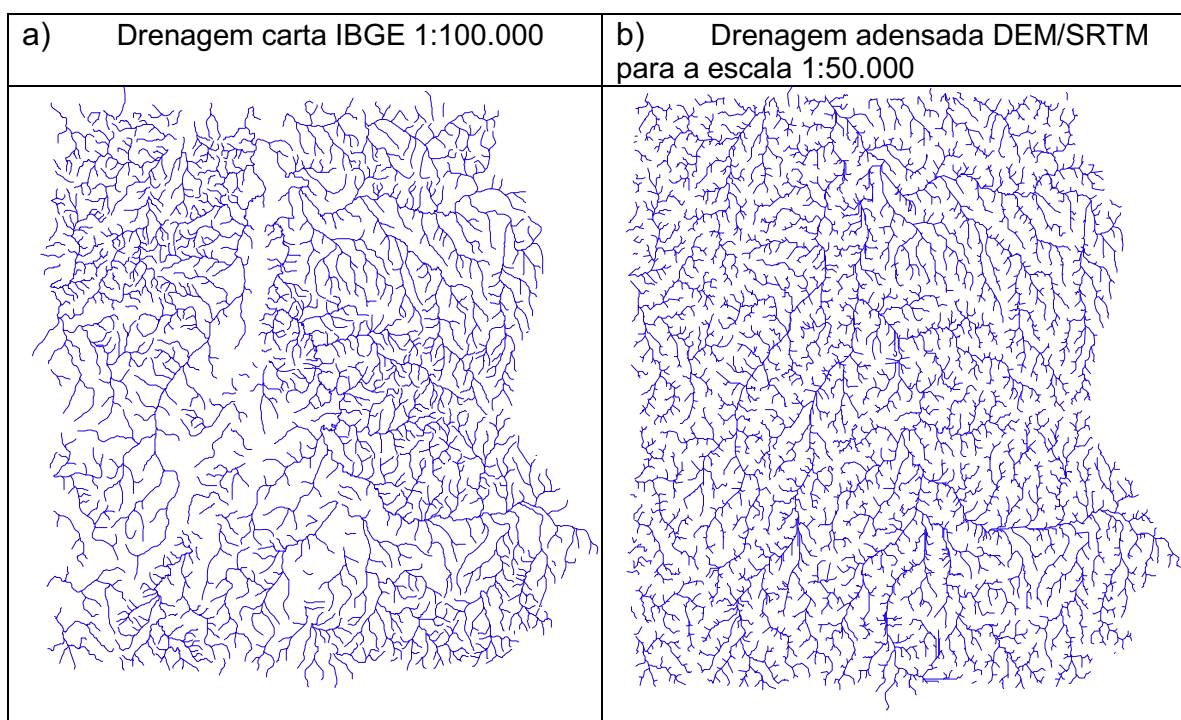 a) Drenagem carta IBGE 1:100.000
b) Drenagem adensada DEM/SRTM
para a escala 1:50.000